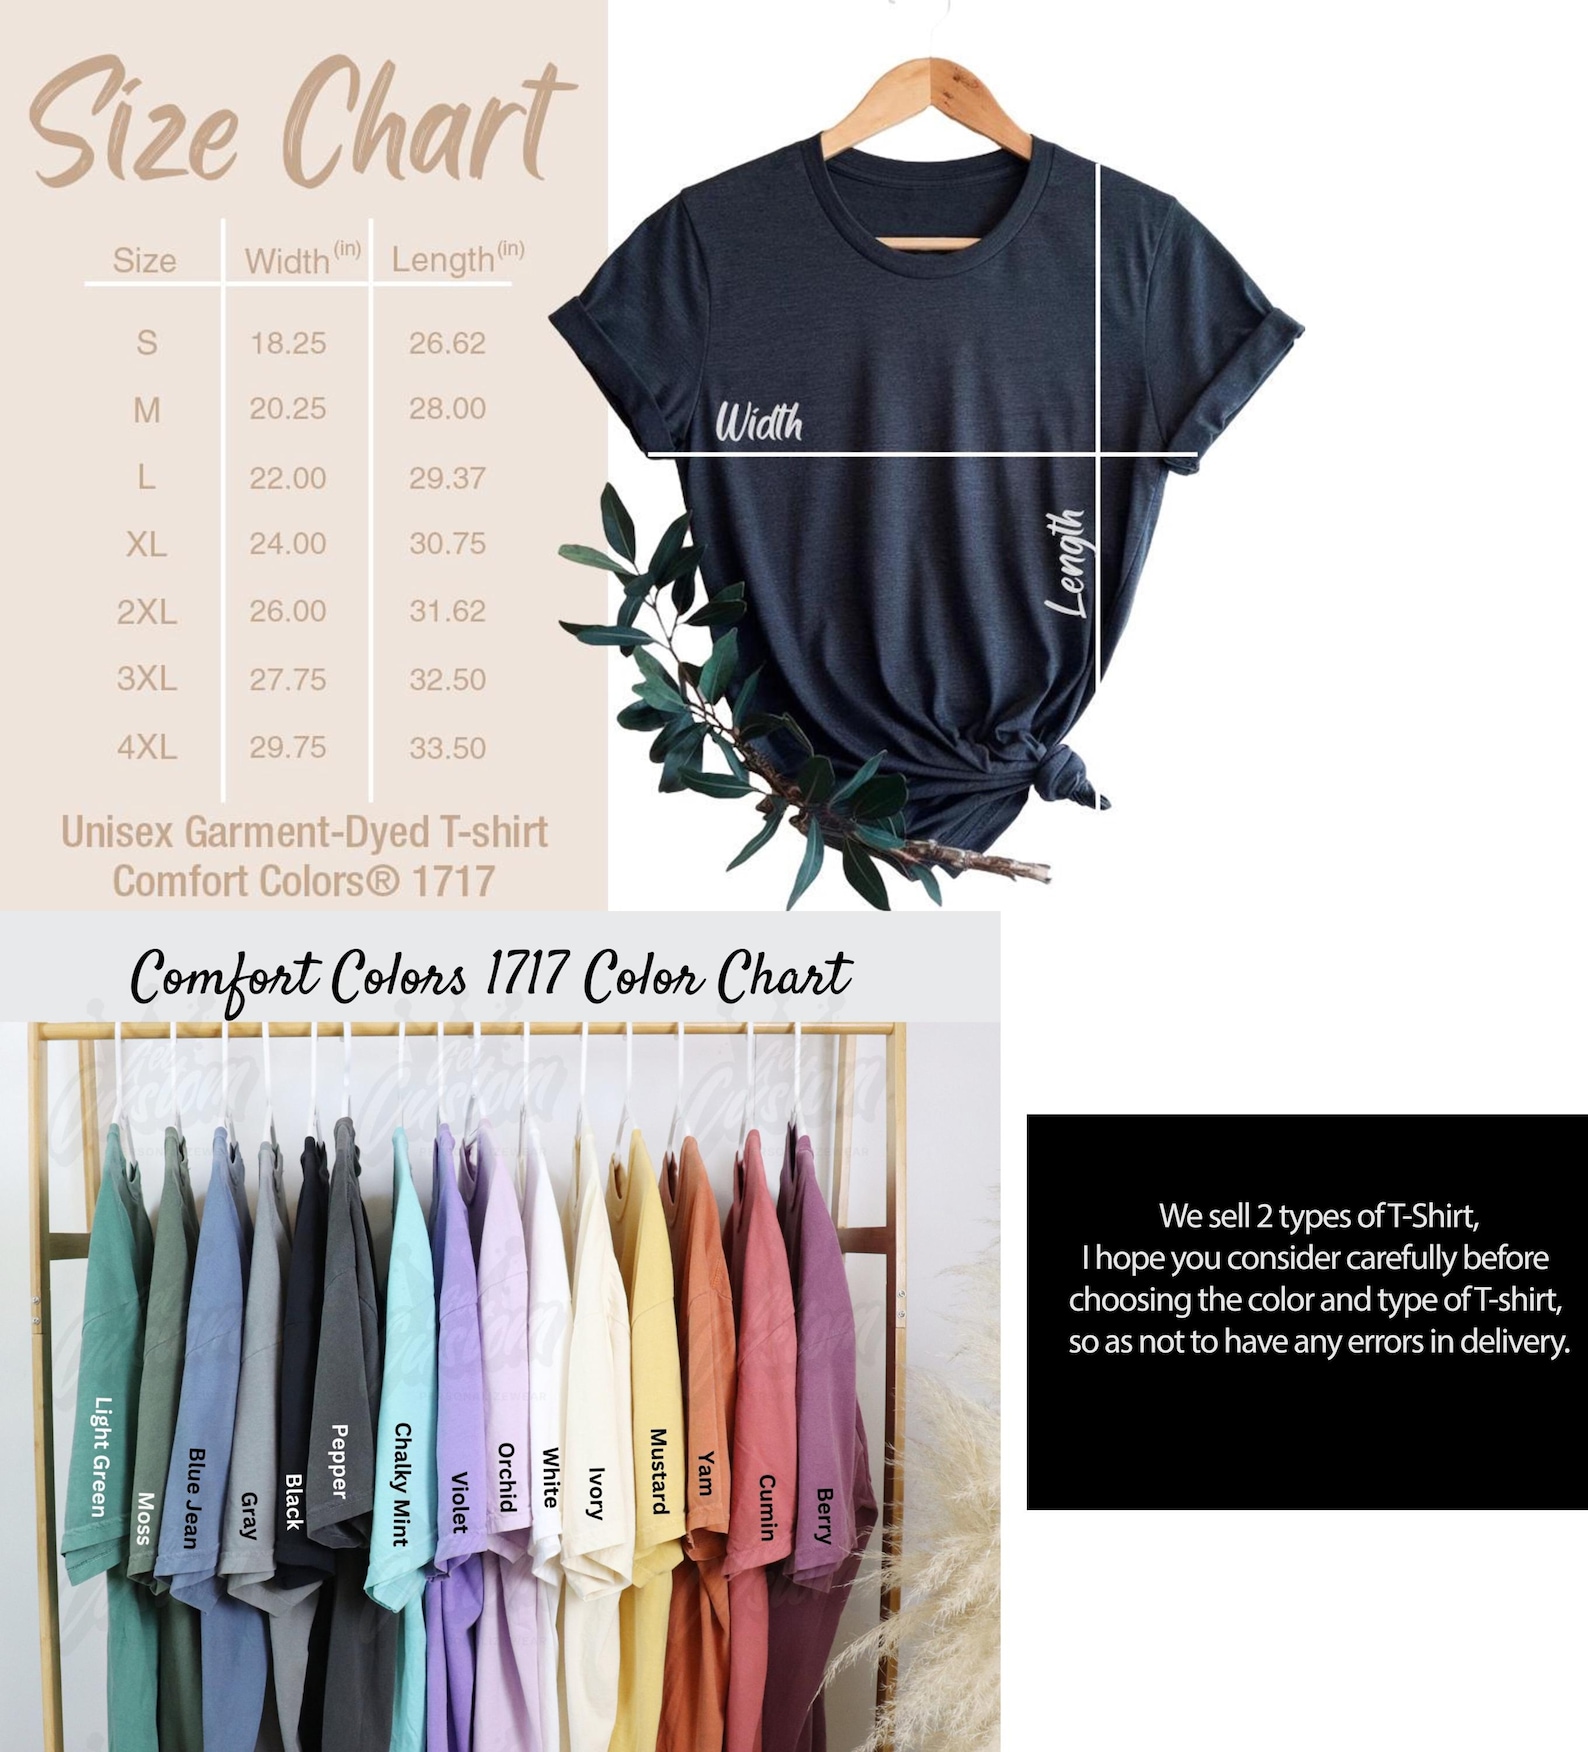 Size Chart
Size Width (in) Length (in)
S 18.25 26.62
M 20.25 28.00
L 22.00 29.37
XL 24.00 30.75
2XL 26.00 31.62
3XL 27.75 32.50
4XL 29.75 33.50
Unisex Garment-Dyed T-shirt
Comfort Colors® 1717
Width
Length
Comfort Colors 1717 Color Chart
Light Green
Moss
Blue Jean
Gray
Black
Pepper
Chalky Mint
Violet
Orchid
White
Ivory
Mustard
Yam
Cumin
Berry
We sell 2 types of T-Shirt,
I hope you consider carefully before
choosing the color and type of T-shirt,
so as not to have any errors in delivery.